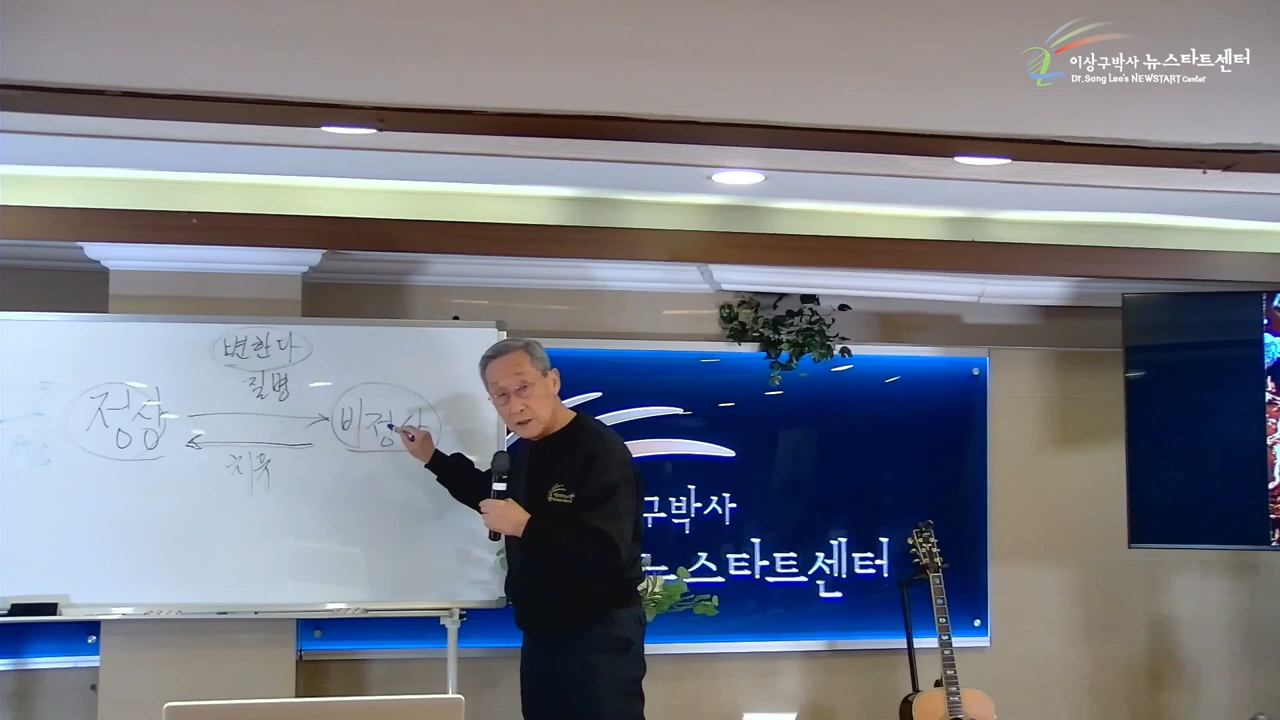 이상구박사 뉴스타트센터
Dr. Sang Lee's NEWSTART Center
변한다
질병
정상
비정상
치유
구박사
뉴스타트센터